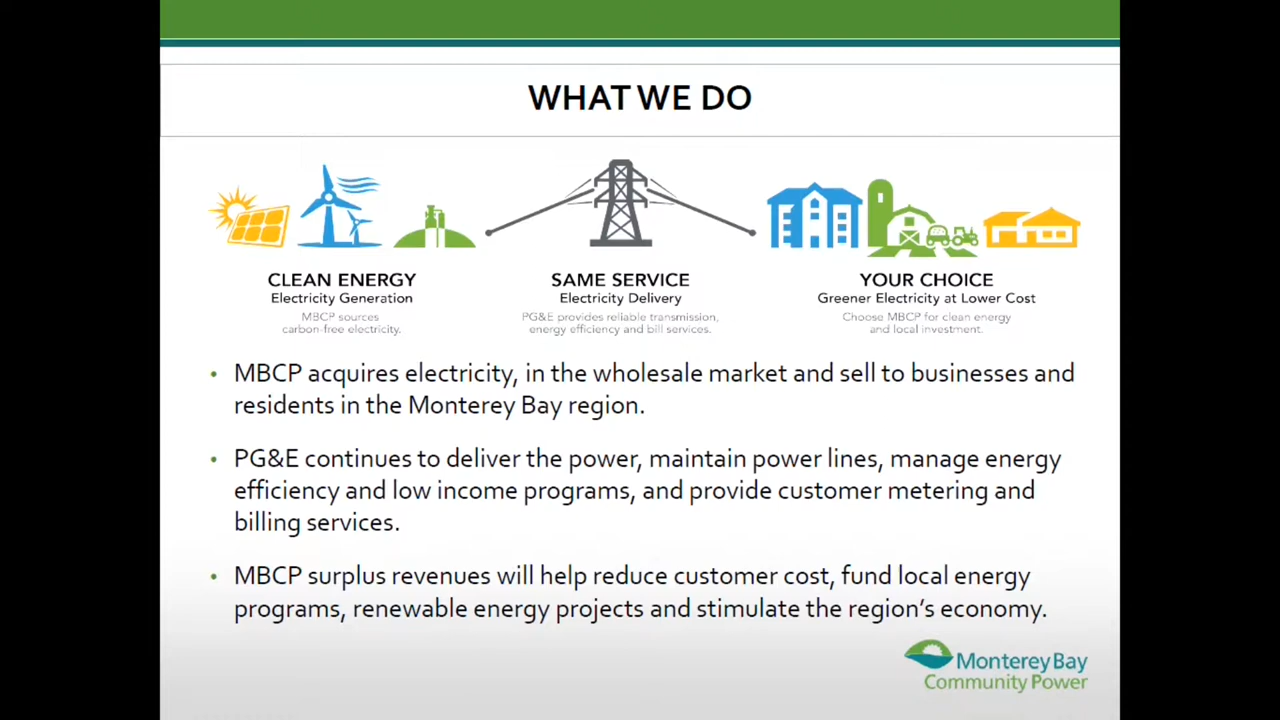 WHAT WE DO
CLEAN ENERGY
Electricity Generation
MBCP sources
carbon-free electricity.
SAME SERVICE
Electricity Delivery
PG&E provides reliable transmission,
energy efficiency and bill services.
YOUR CHOICE
Greener Electricity at Lower Cost
Choose MBCP for clean energy
and local investment.
• MBCP acquires electricity, in the wholesale market and sell to businesses and
residents in the Monterey Bay region.
• PG&E continues to deliver the power, maintain power lines, manage energy
efficiency and low income programs, and provide customer metering and
billing services.
• MBCP surplus revenues will help reduce customer cost, fund local energy
programs, renewable energy projects and stimulate the region’s economy.
Monterey Bay
Community Power